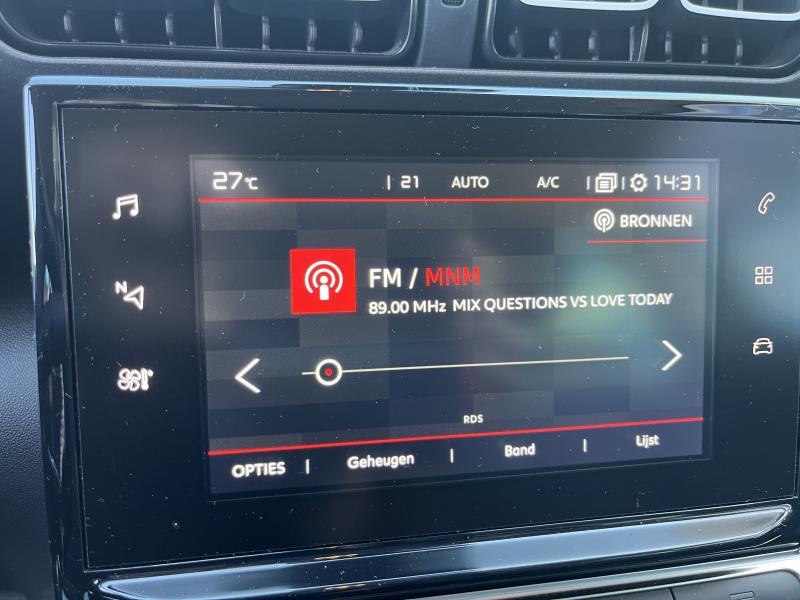 27°C | 21 AUTO A/C | | 14:31
BRONNEN
FM / MNM
89.00 MHz MIX QUESTIONS VS LOVE TODAY
N
RDS
OPTIES | Geheugen | Band | Lijst